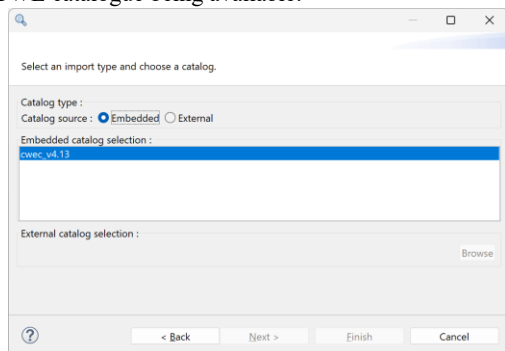 Select an import type and choose a catalog.
Catalog type :
Catalog source : Embedded External
Embedded catalog selection :
cwec_v4.13
External catalog selection :
Browse
? < Back Next > Finish Cancel